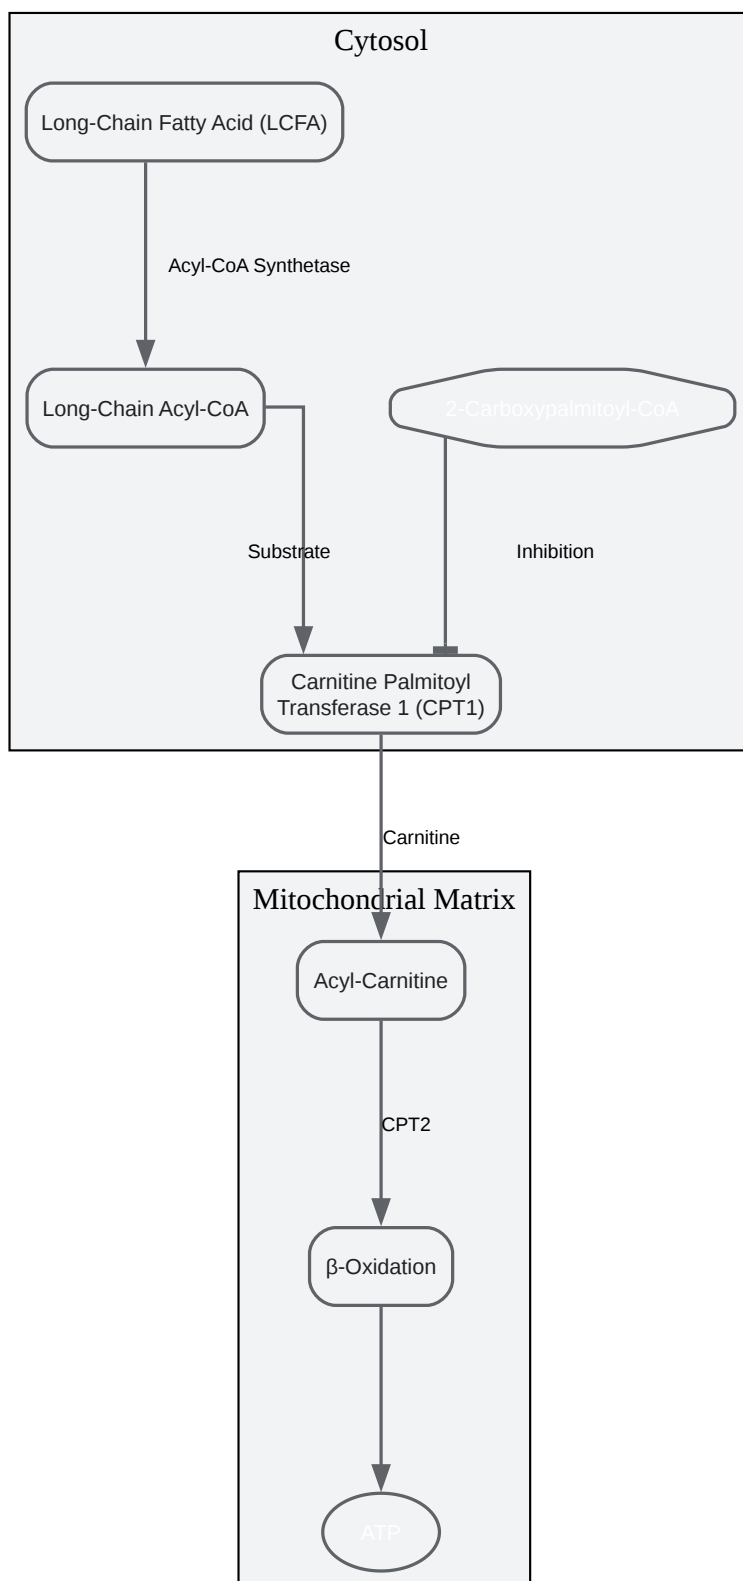 Cytosol
Long-Chain Fatty Acid (LCFA)
Acyl-CoA Synthetase
Long-Chain Acyl-CoA
2-Carboxypalmitoyl-CoA
Substrate
Inhibition
Carnitine Palmitoyl
Transferase 1 (CPT1)
Carnitine
Mitochondrial Matrix
Acyl-Carnitine
CPT2
β-Oxidation
ATP